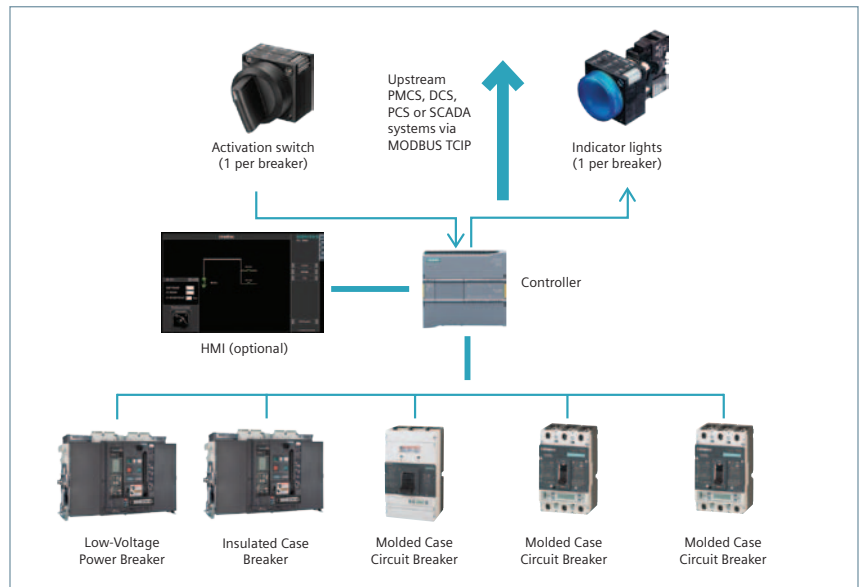 Upstream
PMCS, DCS,
PCS or SCADA
systems via
MODBUS TCIP
Activation switch
(1 per breaker)
Indicator lights
(1 per breaker)
Controller
HMI (optional)
Low-Voltage
Power Breaker
Insulated Case
Breaker
Molded Case
Circuit Breaker
Molded Case
Circuit Breaker
Molded Case
Circuit Breaker